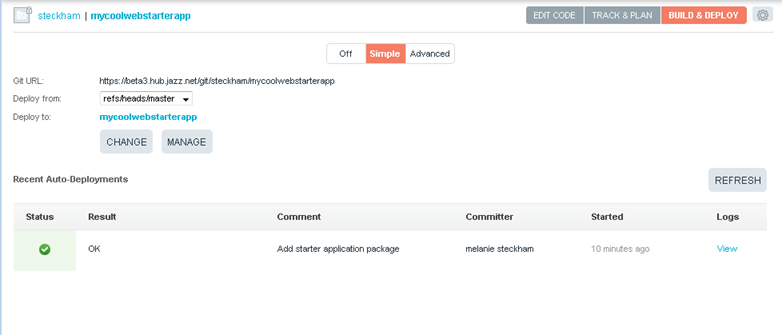 steckham | mycoolwebstarterapp EDIT CODE TRACK & PLAN BUILD & DEPLOY
Off Simple Advanced
Git URL: https://beta3.hub.jazz.net/git/steckham/mycoolwebstarterapp
Deploy from: refs/heads/master
Deploy to: mycoolwebstarterapp
CHANGE MANAGE
Recent Auto-Deployments REFRESH
Status Result Comment Committer Started Logs
OK Add starter application package melanie steckham 10 minutes ago View